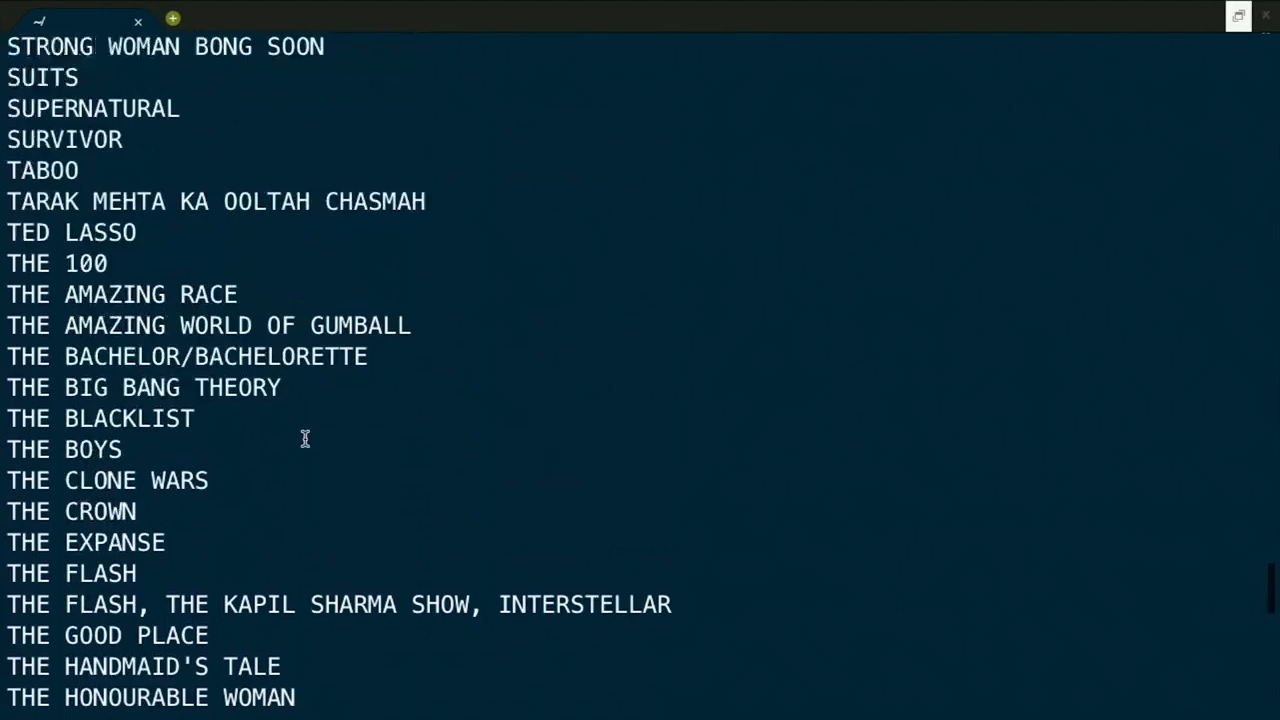 ~/
STRONG WOMAN BONG SOON
SUITS
SUPERNATURAL
SURVIVOR
TABOO
TARAK MEHTA KA OOLTAH CHASMAH
TED LASSO
THE 100
THE AMAZING RACE
THE AMAZING WORLD OF GUMBALL
THE BACHELOR/BACHELORETTE
THE BIG BANG THEORY
THE BLACKLIST
THE BOYS
THE CLONE WARS
THE CROWN
THE EXPANSE
THE FLASH
THE FLASH, THE KAPIL SHARMA SHOW, INTERSTELLAR
THE GOOD PLACE
THE HANDMAID'S TALE
THE HONOURABLE WOMAN